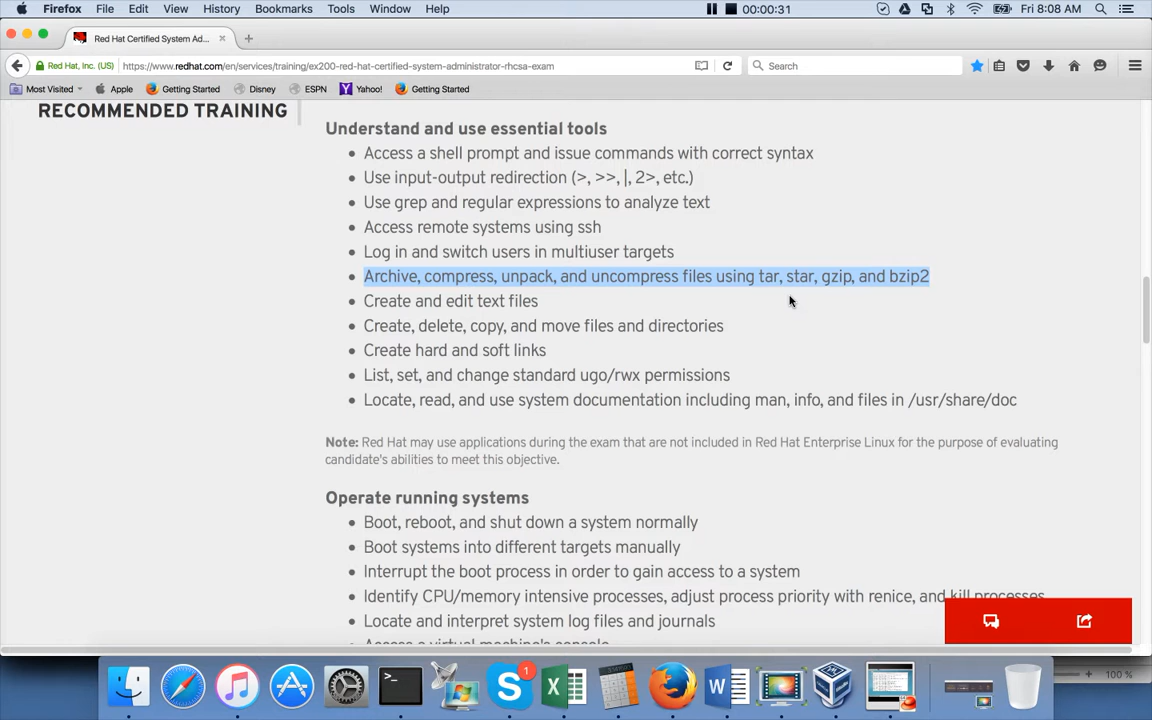 Firefox File Edit View History Bookmarks Tools Window Help 00:00:31 Fri 8:08 AM
Red Hat Certified System Ad...
Red Hat, Inc. (US) https://www.redhat.com/en/services/training/ex200-red-hat-certified-system-administrator-rhcsa-exam Search
Most Visited Apple Getting Started Disney ESPN Yahoo! Getting Started
RECOMMENDED TRAINING
Understand and use essential tools
• Access a shell prompt and issue commands with correct syntax
• Use input-output redirection (>, >>, |, 2>, etc.)
• Use grep and regular expressions to analyze text
• Access remote systems using ssh
• Log in and switch users in multiuser targets
• Archive, compress, unpack, and uncompress files using tar, star, gzip, and bzip2
• Create and edit text files
• Create, delete, copy, and move files and directories
• Create hard and soft links
• List, set, and change standard ugo/rwx permissions
• Locate, read, and use system documentation including man, info, and files in /usr/share/doc
Note: Red Hat may use applications during the exam that are not included in Red Hat Enterprise Linux for the purpose of evaluating
candidate's abilities to meet this objective.
Operate running systems
• Boot, reboot, and shut down a system normally
• Boot systems into different targets manually
• Interrupt the boot process in order to gain access to a system
• Identify CPU/memory intensive processes, adjust process priority with renice, and kill processes
• Locate and interpret system log files and journals
• Access a virtual machine's console
1
100 %